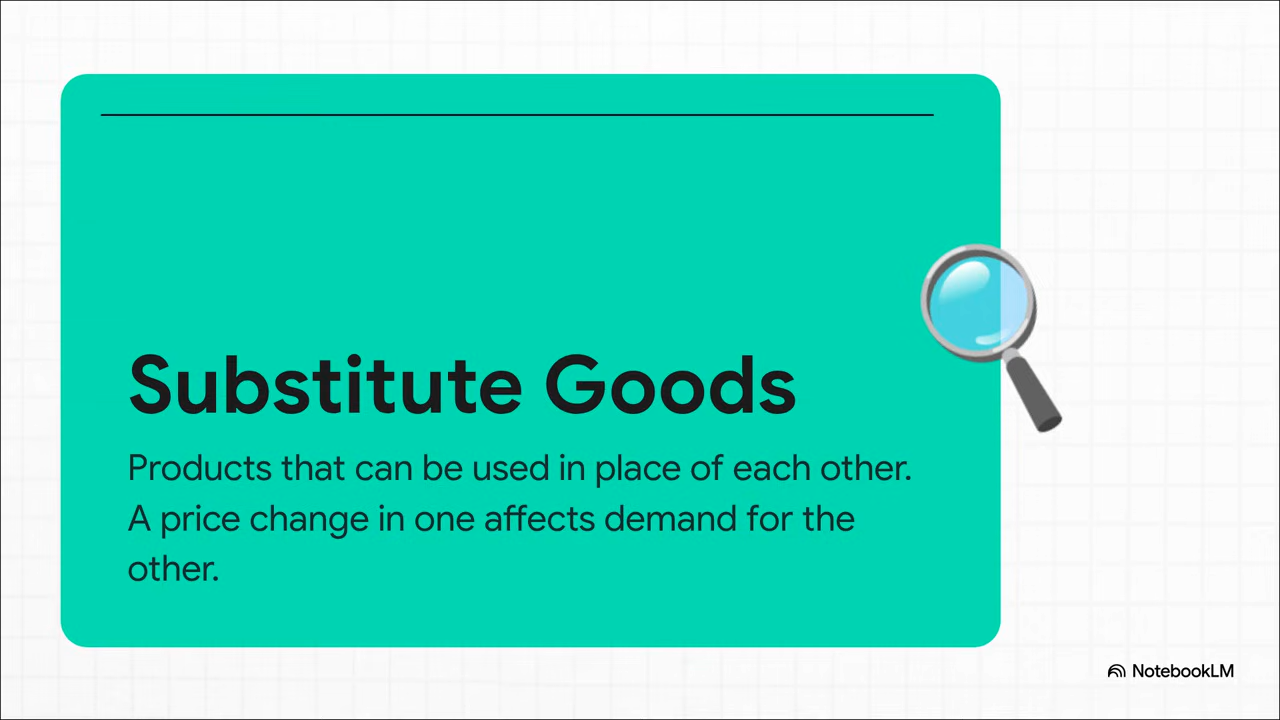 Substitute Goods
Products that can be used in place of each other.
A price change in one affects demand for the
other.
NotebookLM